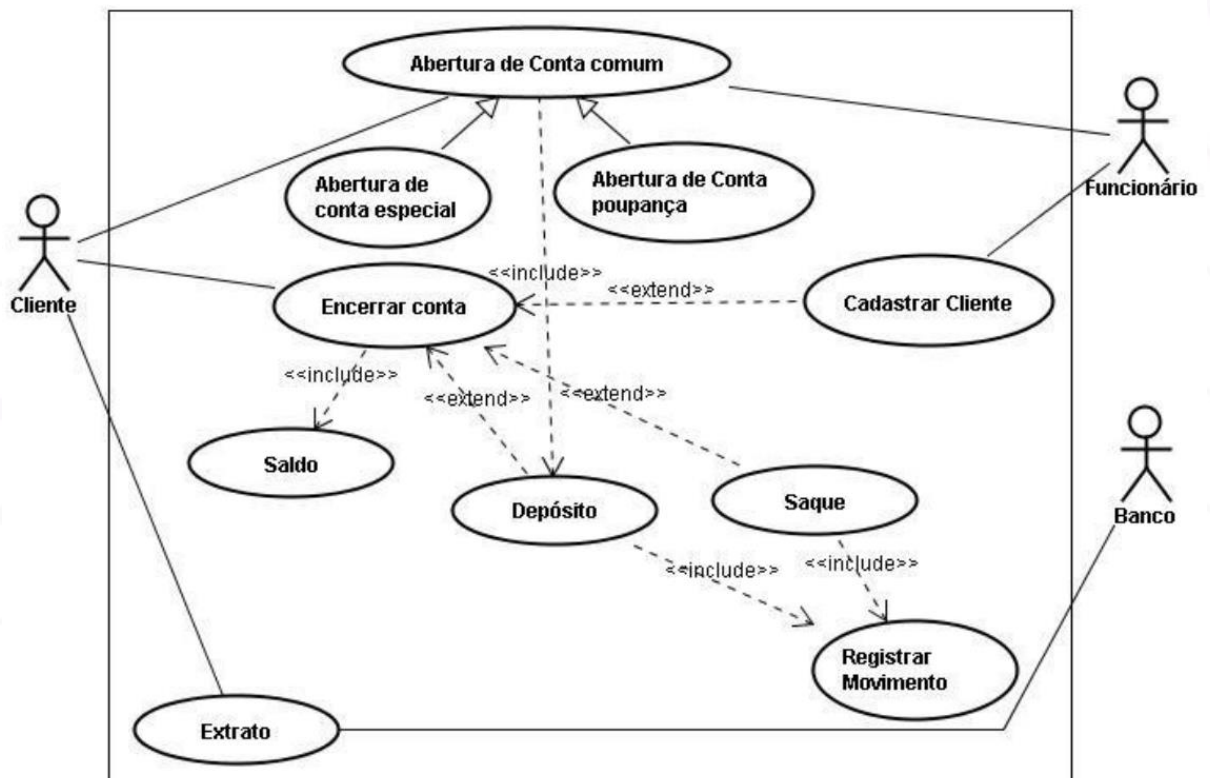 Abertura de Conta comum
Abertura de
conta especial
Abertura de Conta
poupança
Funcionário
Cliente
Encerrar conta
<<include>>
<<extend>>
Cadastrar Cliente
<<include>>
<<extend>>
<<extend>>
Saldo
Depósito
Saque
Banco
<<include>>
<<include>>
Registrar
Movimento
Extrato